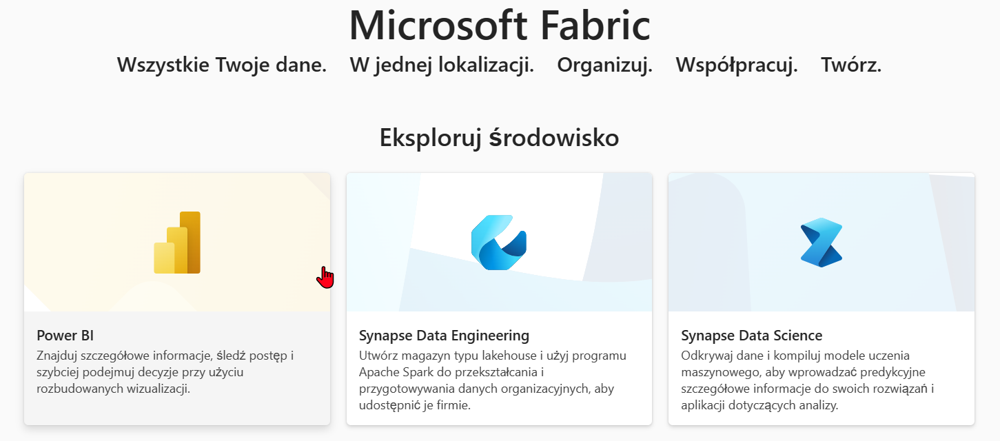 Microsoft Fabric
Wszystkie Twoje dane. W jednej lokalizacji. Organizuj. Współpracuj. Twórz.
Eksploruj środowisko
Power BI
Znajduj szczegółowe informacje, śledź postęp i
szybciej podejmuj decyzje przy użyciu
rozbudowanych wizualizacji.
Synapse Data Engineering
Utwórz magazyn typu lakehouse i użyj programu
Apache Spark do przekształcania i
przygotowywania danych organizacyjnych, aby
udostępnić je firmie.
Synapse Data Science
Odkrywaj dane i kompiluj modele uczenia
maszynowego, aby wprowadzać predykcyjne
szczegółowe informacje do swoich rozwiązań i
aplikacji dotyczących analizy.